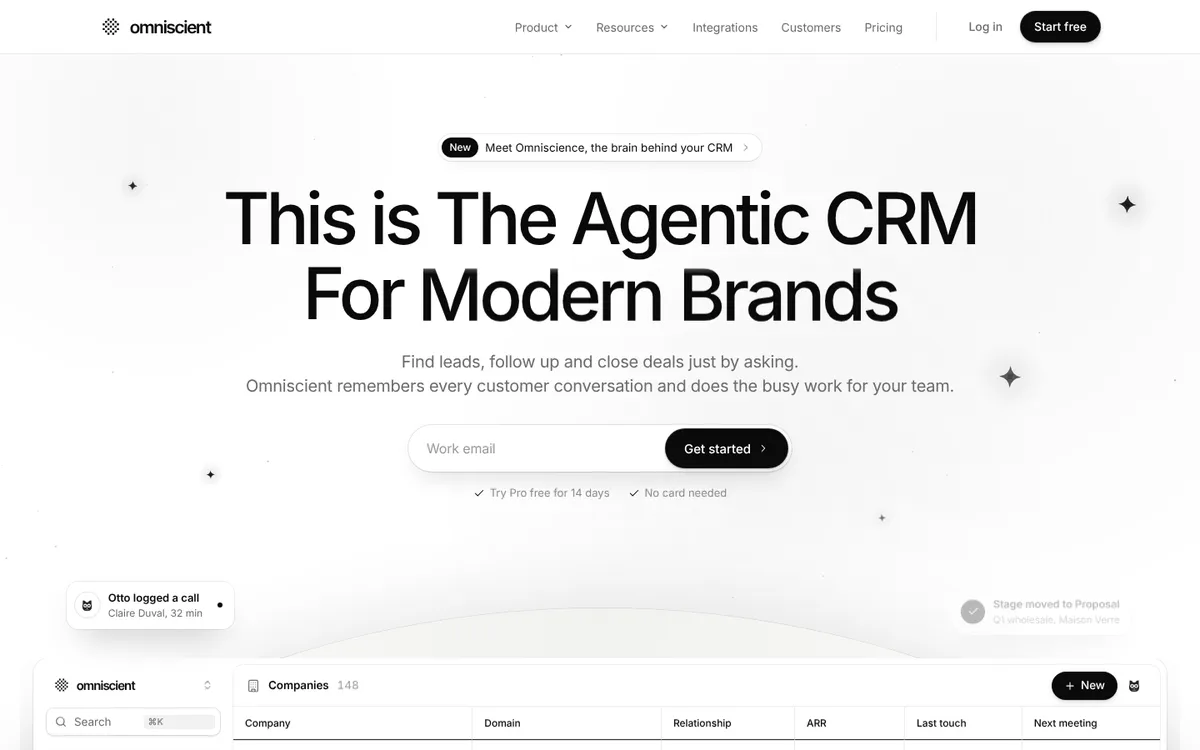 omniscient
Product Resources Integrations Customers Pricing Log in Start free
New Meet Omniscience, the brain behind your CRM
This is The Agentic CRM
For Modern Brands
Find leads, follow up and close deals just by asking.
Omniscient remembers every customer conversation and does the busy work for your team.
Work email Get started
Try Pro free for 14 days No card needed
Otto logged a call
Claire Duval, 32 min
Stage moved to Proposal
Q1 wholesale, Maison Verre
omniscient
Search ⌘K
Companies 148
+ New
Company Domain Relationship ARR Last touch Next meeting